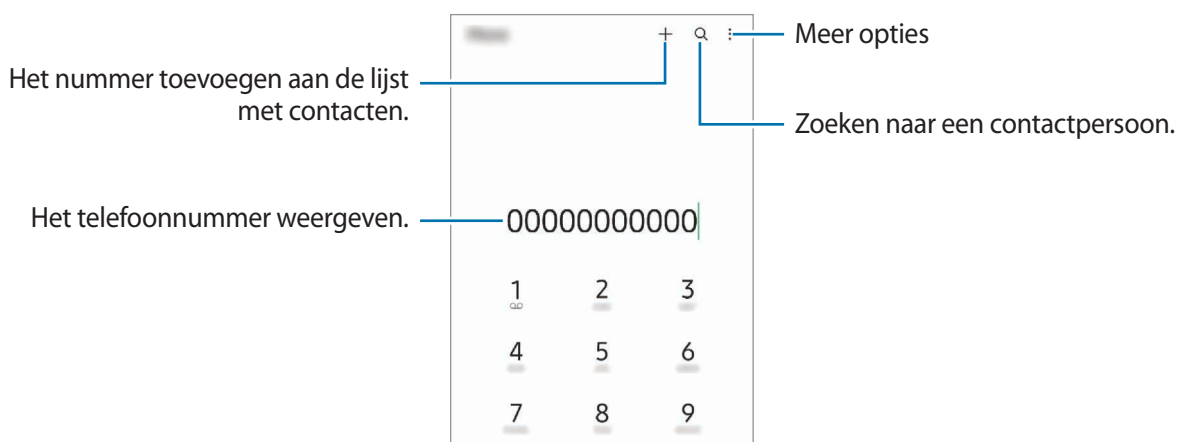 Meer opties
Het nummer toevoegen aan de lijst
met contacten.
Zoeken naar een contactpersoon.
Het telefoonnummer weergeven.
00000000000
1 2 3
4 5 6
7 8 9